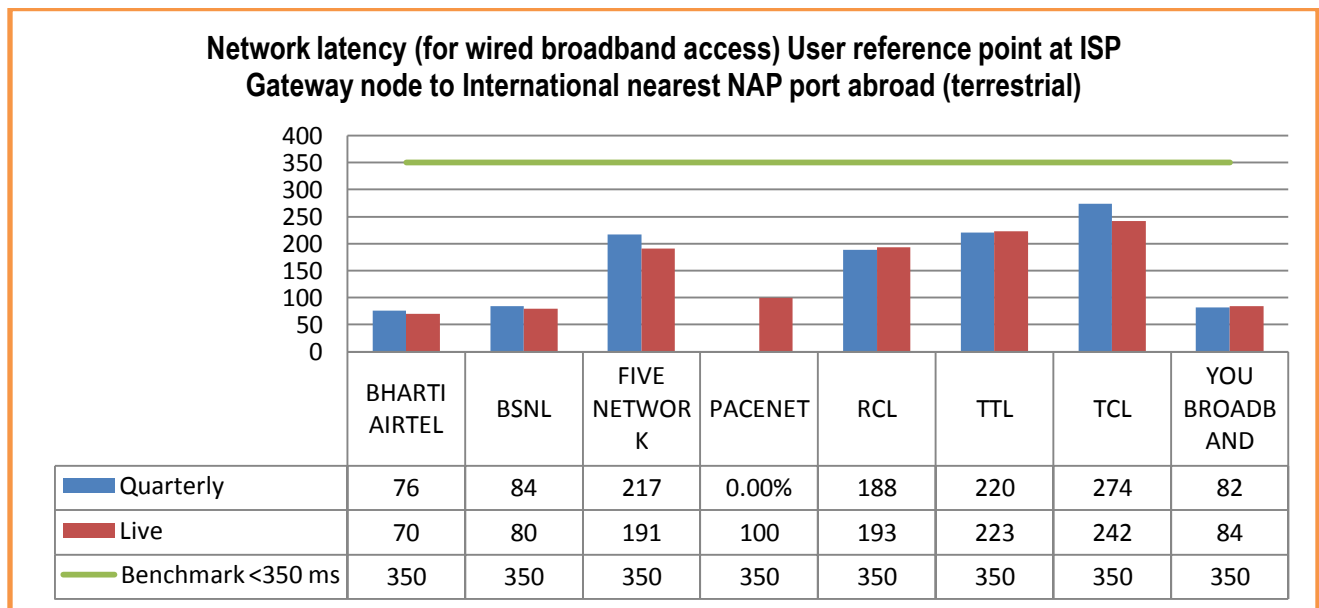 Network latency (for wired broadband access) User reference point at ISP
Gateway node to International nearest NAP port abroad (terrestrial)
400
350
300
250
200
150
100
50
0
BHARTI
AIRTEL
BSNL
FIVE
NETWOR
K
PACENET
RCL
TTL
TCL
YOU
BROADB
AND
Quarterly 76 84 217 0.00% 188 220 274 82
Live 70 80 191 100 193 223 242 84
Benchmark <350 ms 350 350 350 350 350 350 350 350